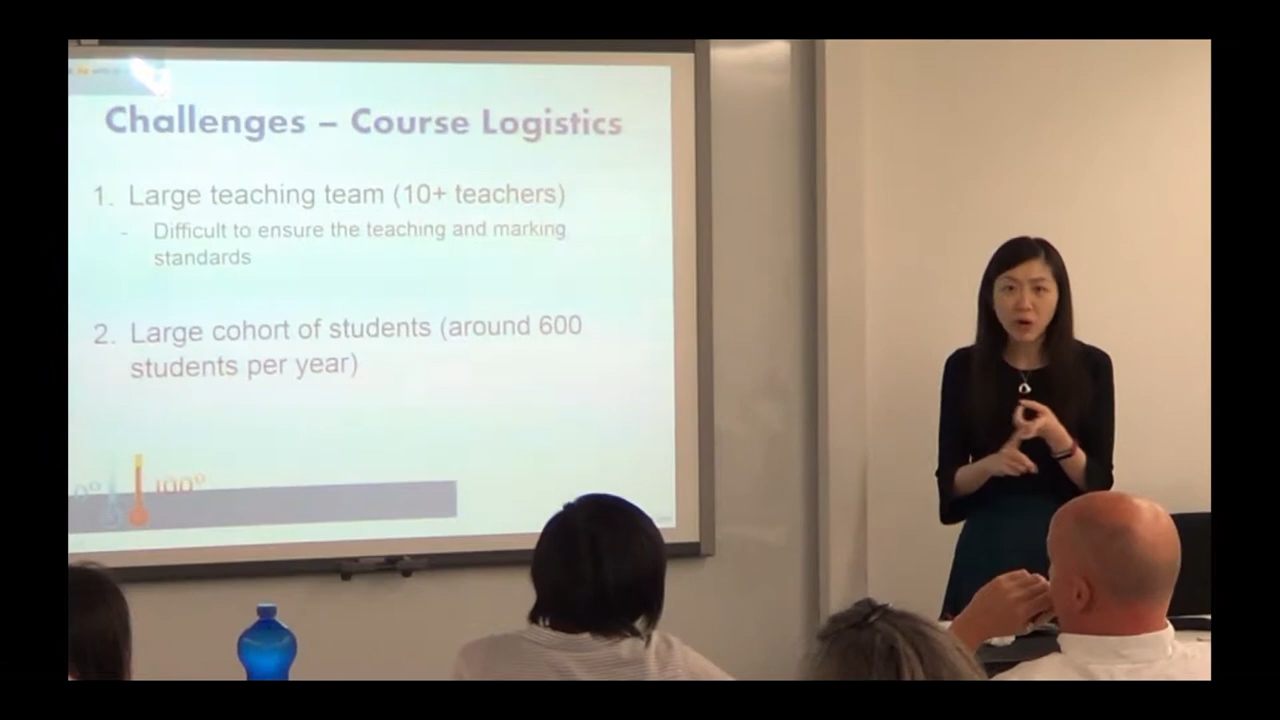 Challenges – Course Logistics
1. Large teaching team (10+ teachers)
- Difficult to ensure the teaching and marking
standards
2. Large cohort of students (around 600
students per year)
0° 100°